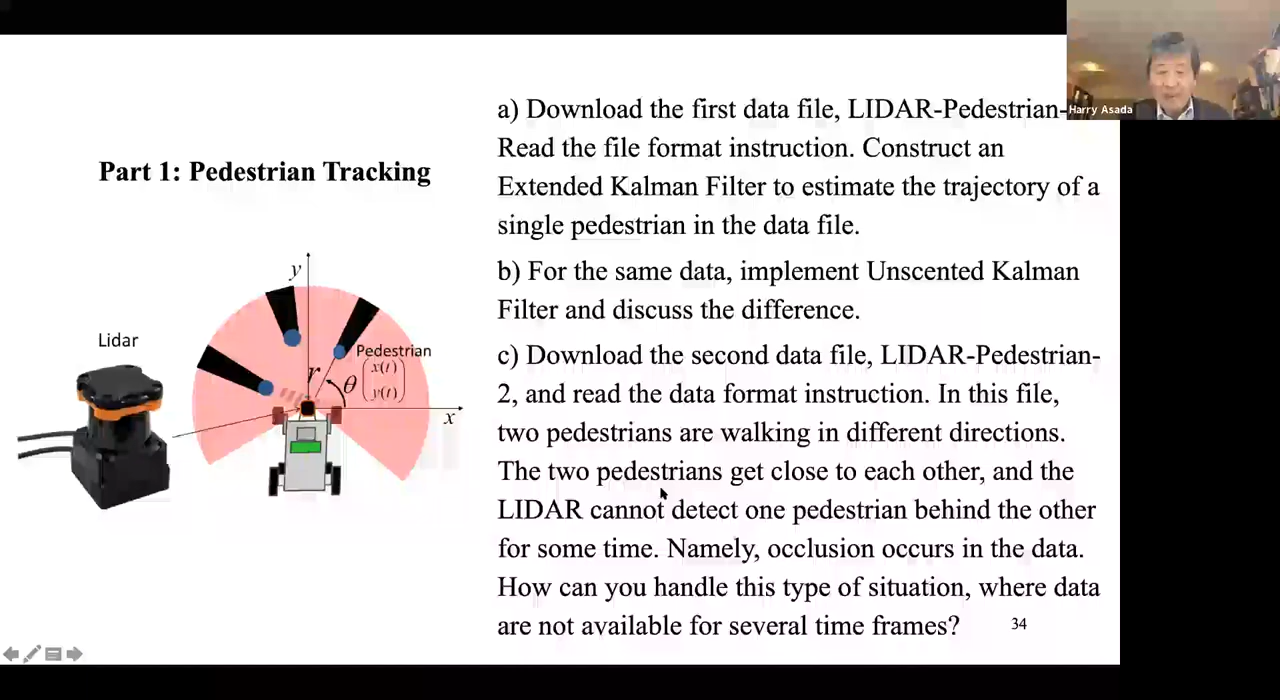 Harry Asada
a) Download the first data file, LIDAR-Pedestrian-
Read the file format instruction. Construct an
Extended Kalman Filter to estimate the trajectory of a
single pedestrian in the data file.
b) For the same data, implement Unscented Kalman
Filter and discuss the difference.
c) Download the second data file, LIDAR-Pedestrian-
2, and read the data format instruction. In this file,
two pedestrians are walking in different directions.
The two pedestrians get close to each other, and the
LIDAR cannot detect one pedestrian behind the other
for some time. Namely, occlusion occurs in the data.
How can you handle this type of situation, where data
are not available for several time frames?
Part 1: Pedestrian Tracking
y
Lidar
Pedestrian
r
θ
x(t)
y(t)
x
34